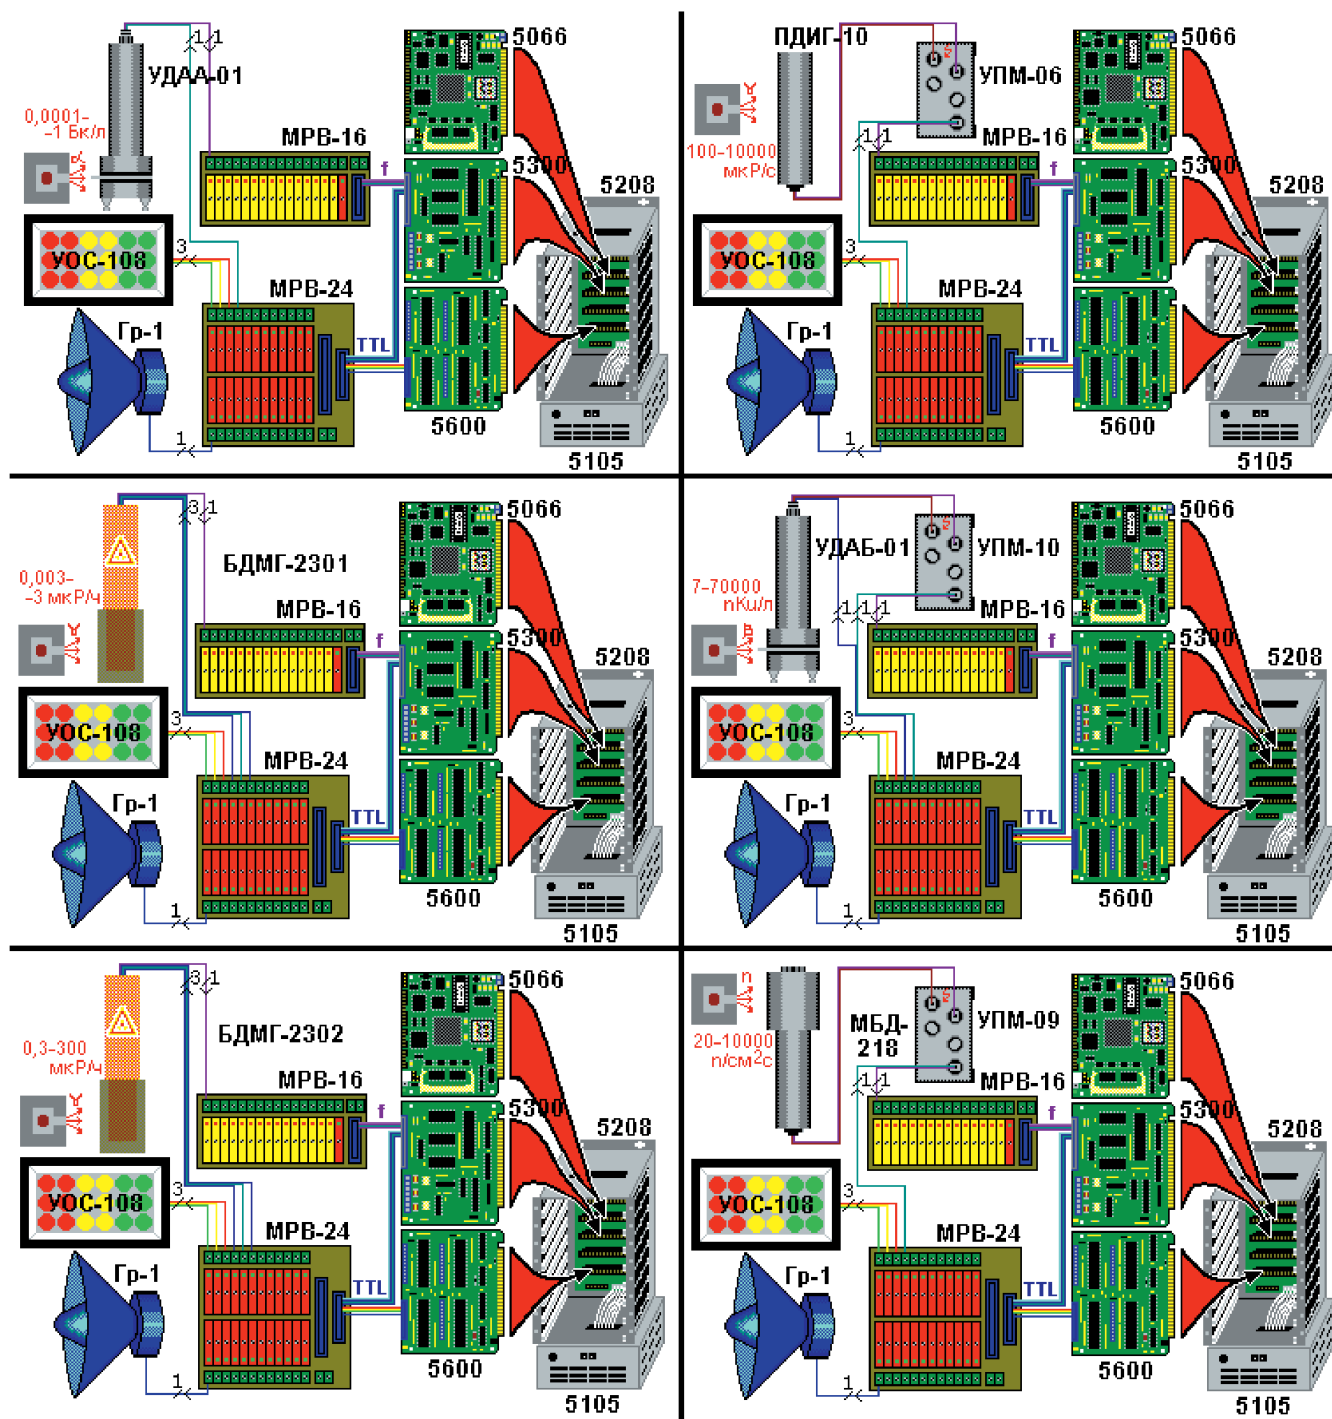 5066
УДАА-01
0,0001–
–1 Бк/л
α
1
1
МРВ-16
f
5300
5208
УОС-108
3
МРВ-24
Гр-1
TTL
1
5600
5105
ПДИГ-10
5066
УПМ-06
γ
100-10000
мкР/с
1
1
МРВ-16
f
5300
5208
УОС-108
3
МРВ-24
Гр-1
TTL
1
5600
5105
3
1
5066
БДМГ-2301
0,003-
-3 мкР/ч
γ
МРВ-16
f
5300
5208
УОС-108
3
МРВ-24
Гр-1
TTL
1
5600
5105
5066
УДАБ-01
УПМ-10
7-70000
пКи/л
β
1
1
1
МРВ-16
f
5300
5208
УОС-108
3
МРВ-24
Гр-1
TTL
1
5600
5105
3
1
5066
БДМГ-2302
0,3-300
мкР/ч
γ
МРВ-16
f
5300
5208
УОС-108
3
МРВ-24
Гр-1
TTL
1
5600
5105
n
5066
20-10000
n/см²с
МБД-
218
УПМ-09
1
1
МРВ-16
f
5300
5208
УОС-108
3
МРВ-24
Гр-1
TTL
1
5600
5105